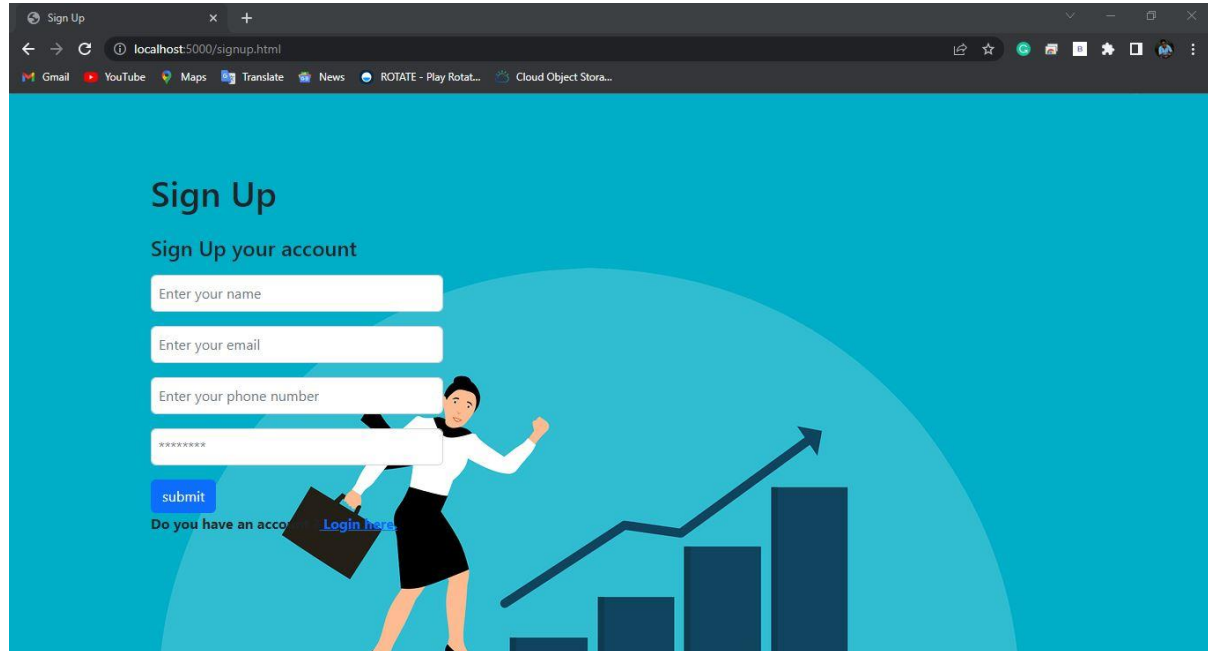 Sign Up
localhost:5000/signup.html
Gmail YouTube Maps Translate News ROTATE - Play Rotat... Cloud Object Stora...
Sign Up
Sign Up your account
Enter your name
Enter your email
Enter your phone number
********
submit
Do you have an Login here.